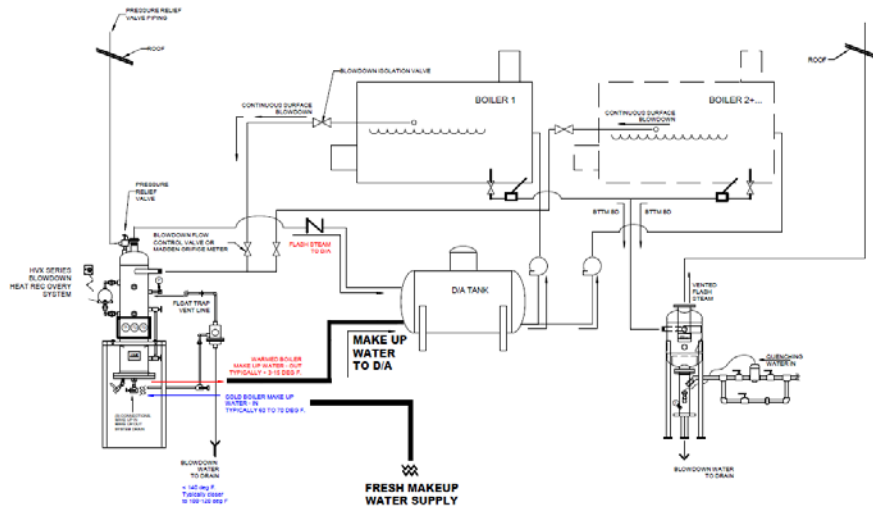 PRESSURE RELIEF
VALVE PIPING
ROOF
BLOWDOWN ISOLATION VALVE
CONTINUOUS SURFACE
BLOWDOWN
BOILER 1
CONTINUOUS SURFACE
BLOWDOWN
BOILER 2+...
ROOF
PRESSURE
RELIEF
VALVE
BLOWDOWN FLOW
CONTROL VALVE OR
MADDEN ORIFICE METER
FLASH STEAM
TO D/A
BTTM BD
BTTM BD
HVX SERIES
BLOWDOWN
HEAT RECOVERY
SYSTEM
FLOAT TRAP
VENT LINE
D/A TANK
VENTED
FLASH
STEAM
QUENCHING
WATER IN
MAKE UP
WATER
TO D/A
WARMED BOILER
MAKE UP WATER - OUT
COLD BOILER MAKE UP
WATER - IN
BLOWDOWN
WATER
TO DRAIN
< 140 deg F.
Typically closer
to 100-120 deg F
FRESH MAKEUP
WATER SUPPLY
BLOWDOWN WATER
TO DRAIN